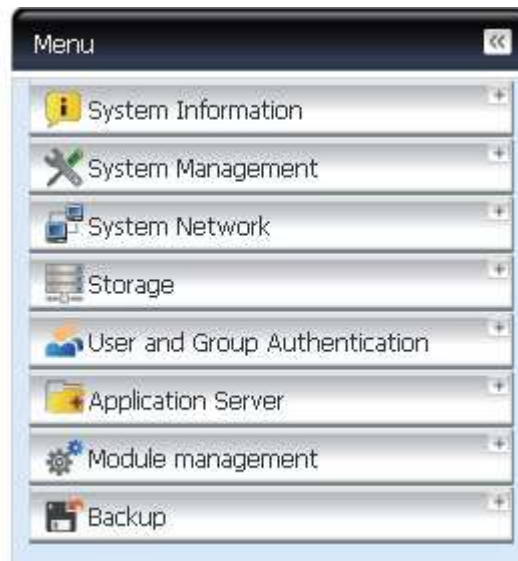 Menu
System Information
System Management
System Network
Storage
User and Group Authentication
Application Server
Module management
Backup